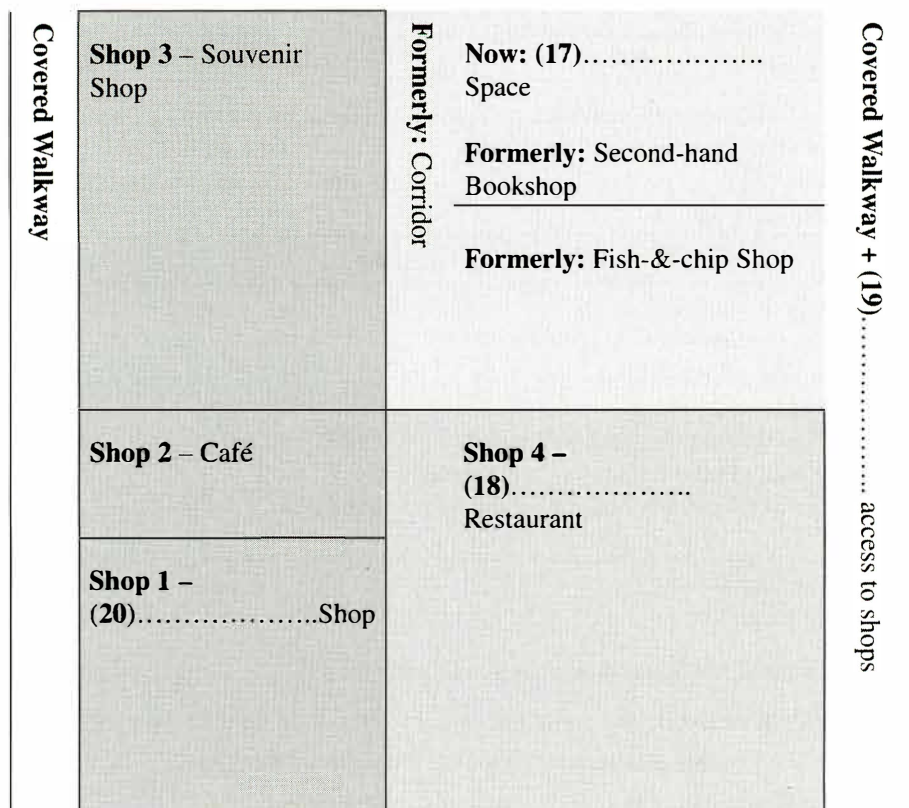 Covered Walkway
Shop 3 – Souvenir
Shop
Formerly: Corridor
Now: (17)....................
Space
Formerly: Second-hand
Bookshop
Formerly: Fish-&-chip Shop
Covered Walkway + (19)........................ access to shops
Shop 2 – Café
Shop 4 –
(18)....................
Restaurant
Shop 1 –
(20)....................Shop